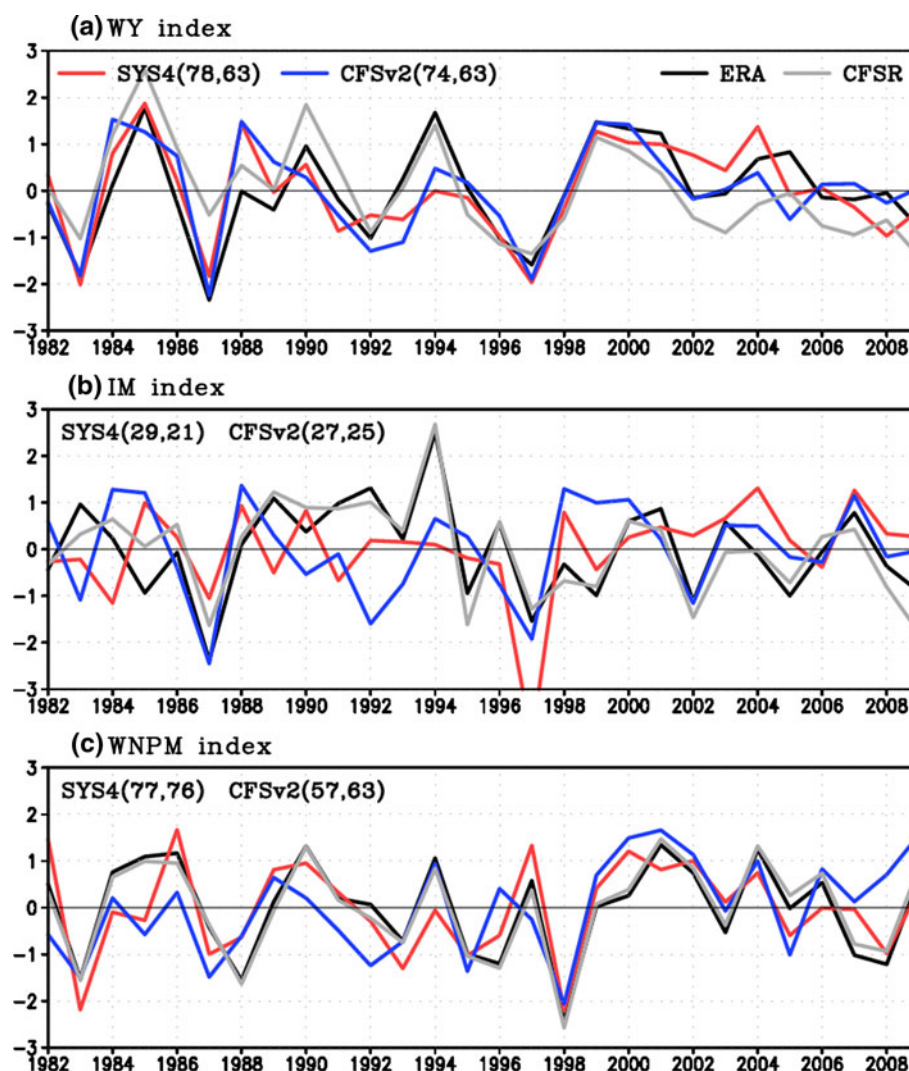 (a) WY index
SYS4(78,63) CFSv2(74,63) ERA CFSR
3
2
1
0
-1
-2
-3
1982 1984 1986 1988 1990 1992 1994 1996 1998 2000 2002 2004 2006 2008
(b) IM index
SYS4(29,21) CFSv2(27,25)
3
2
1
0
-1
-2
-3
1982 1984 1986 1988 1990 1992 1994 1996 1998 2000 2002 2004 2006 2008
(c) WNPM index
SYS4(77,76) CFSv2(57,63)
3
2
1
0
-1
-2
-3
1982 1984 1986 1988 1990 1992 1994 1996 1998 2000 2002 2004 2006 2008